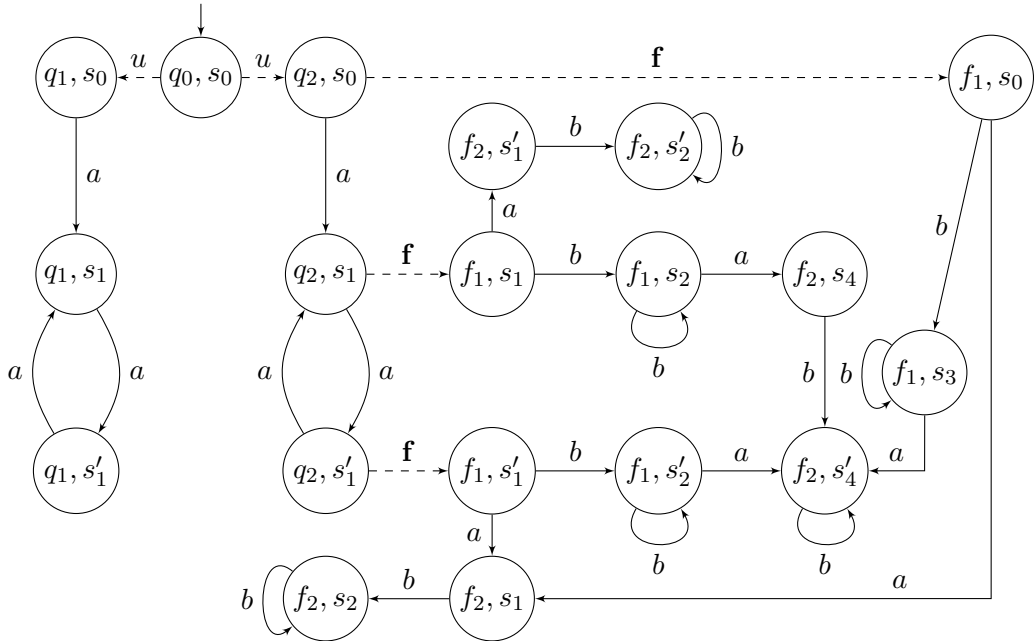 q₁, s₀ u q₀, s₀ u q₂, s₀ f f₁, s₀
f₂, s′₁ b f₂, s′₂ b
a a a b
q₁, s₁ q₂, s₁ f f₁, s₁ b f₁, s₂ a f₂, s₄
b
a a a a b b f₁, s₃
q₁, s′₁ q₂, s′₁ f f₁, s′₁ b f₁, s′₂ a f₂, s′₄ a
a b b
b f₂, s₂ b f₂, s₁ a